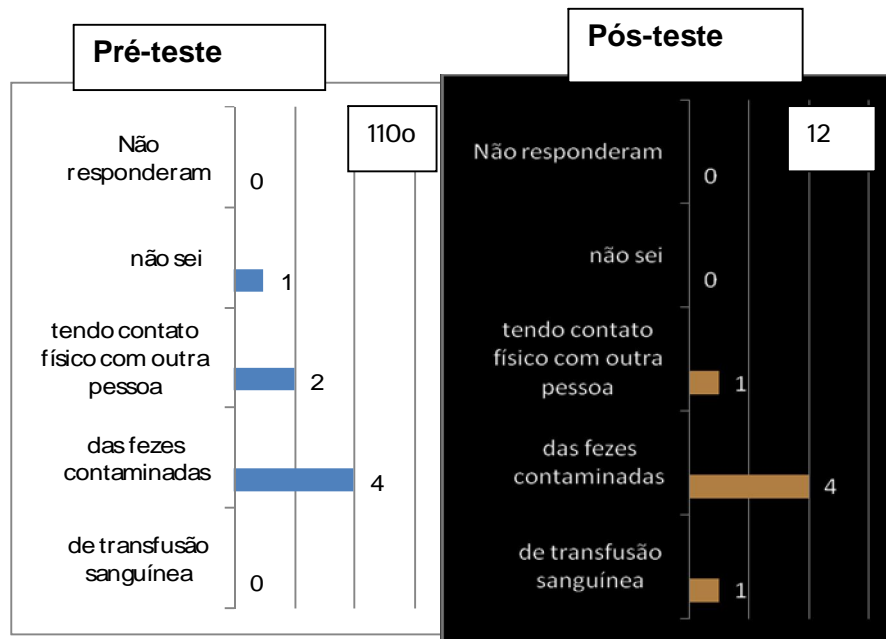 Pré-teste
110o
Não
responderam
0
não sei
1
tendo contato
físico com outra
pessoa
2
das fezes
contaminadas
4
de transfusão
sanguínea
0
Pós-teste
12
Não responderam
0
não sei
0
tendo contato
físico com outra
pessoa
1
das fezes
contaminadas
4
de transfusão
sanguínea
1